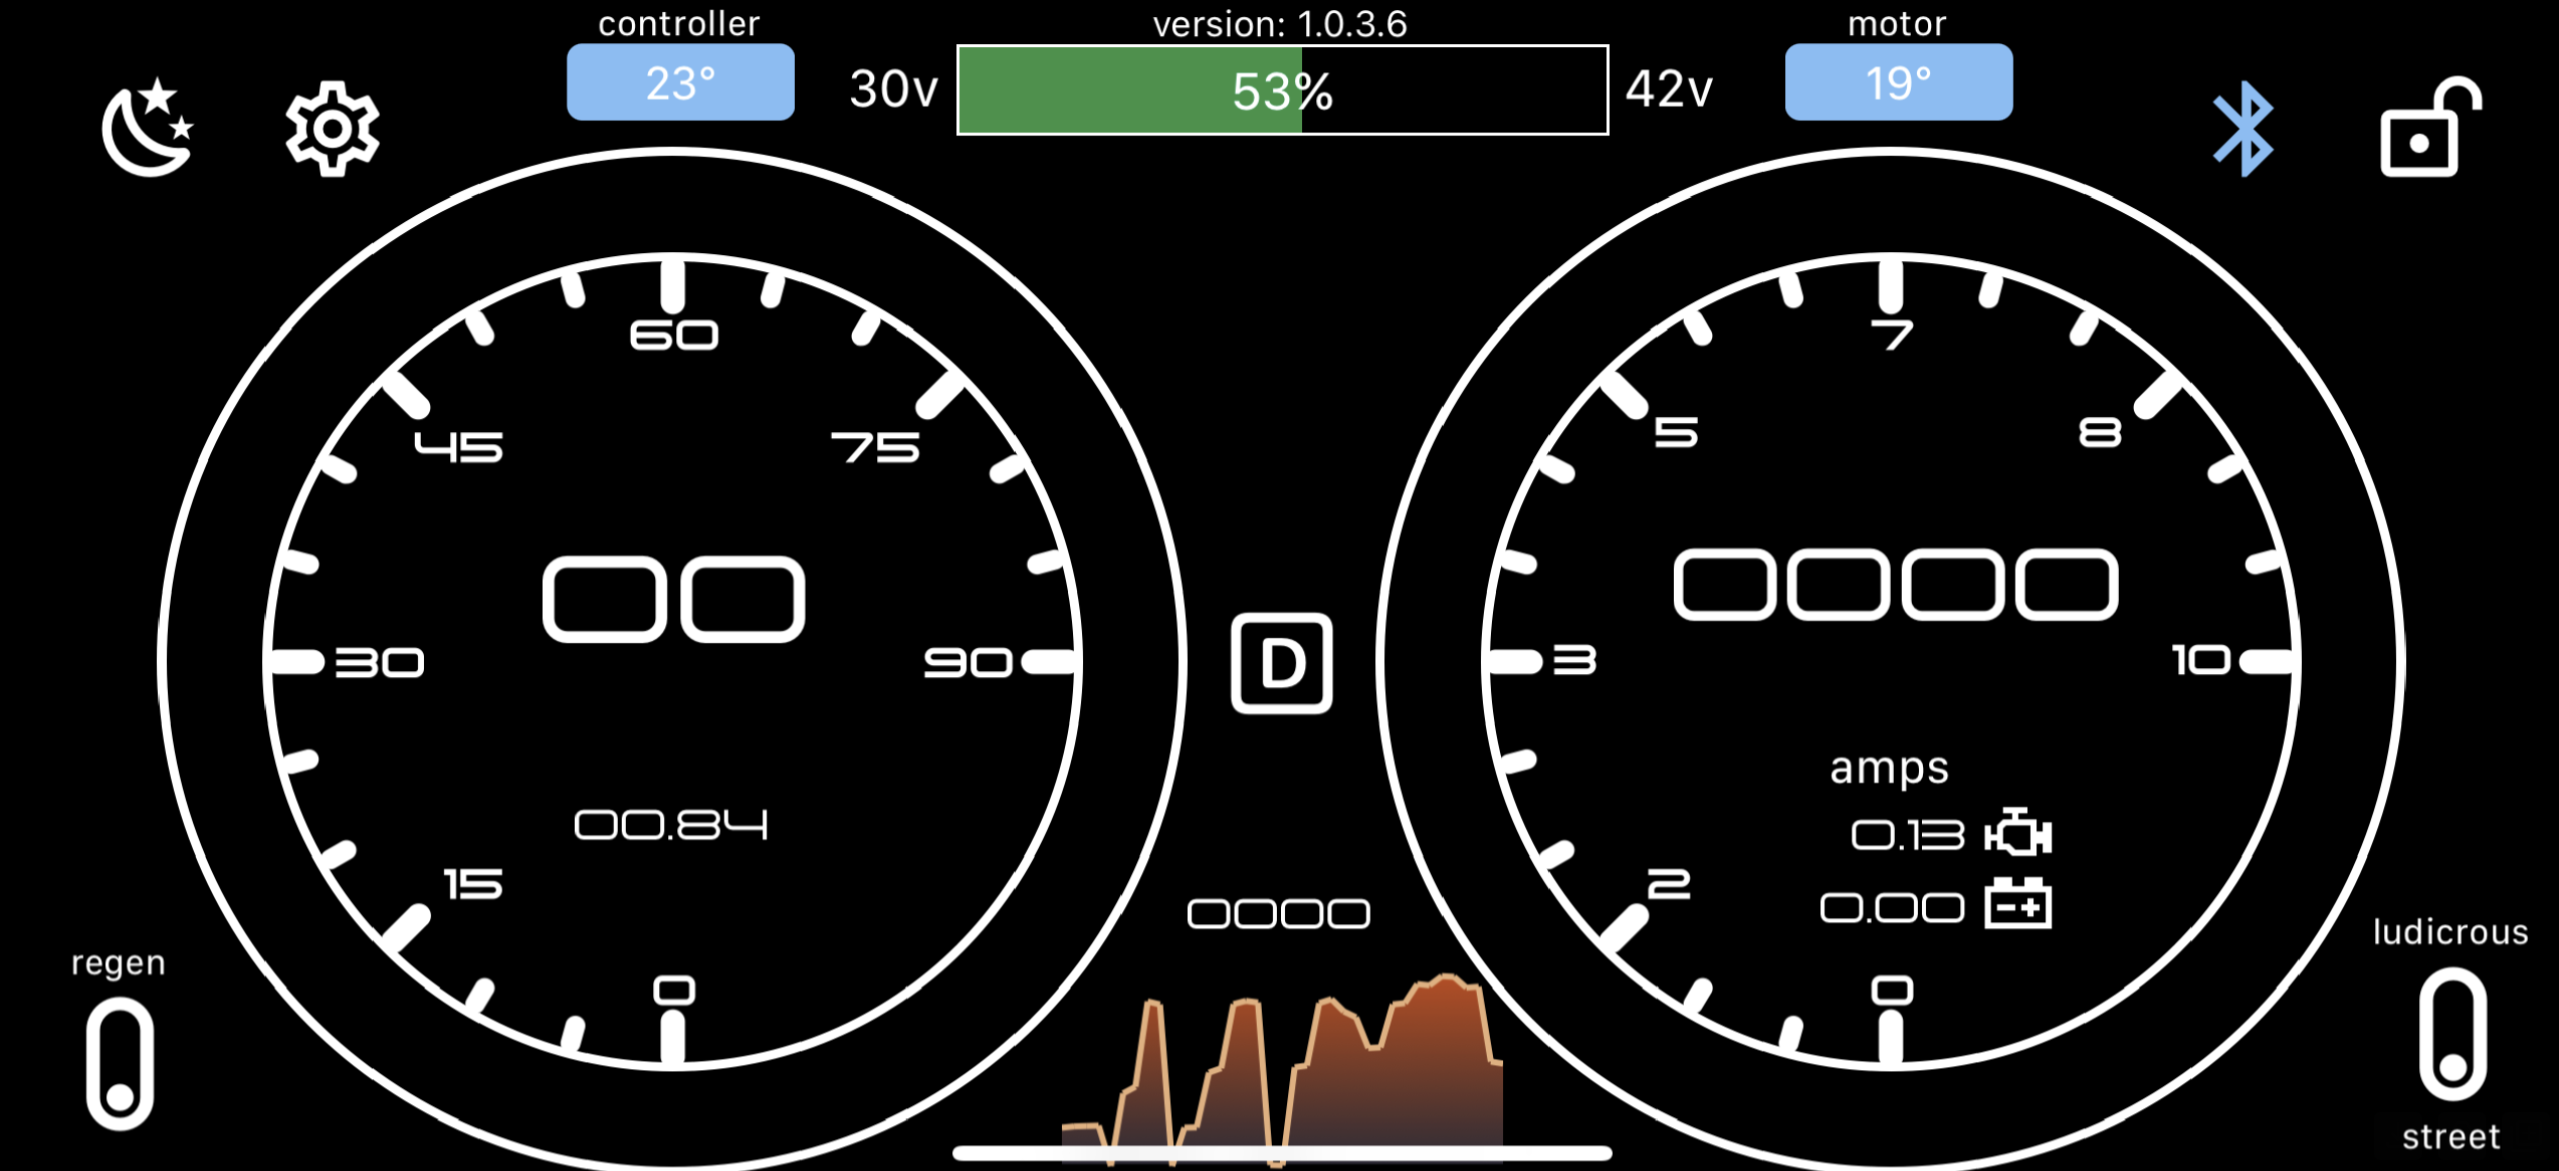 controller
version: 1.0.3.6
motor
23°
30v
53%
42v
19°
60
45
75
30
90
15
0
00
00.84
D
7
5
8
3
10
2
0
0000
amps
0.13
0.00
0000
regen
ludicrous
street